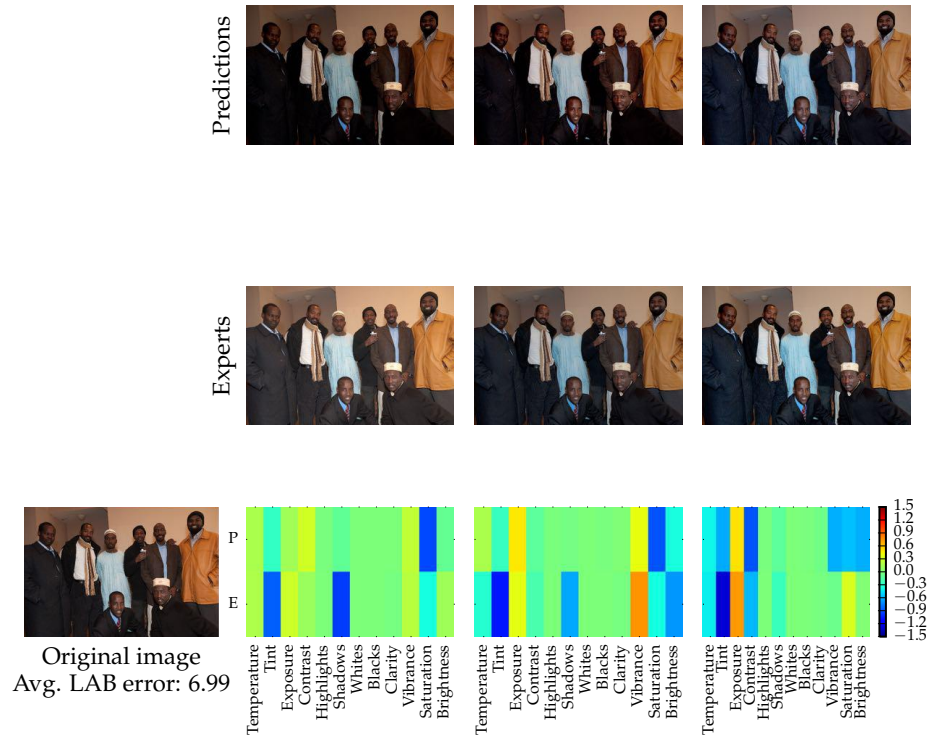 Predictions
Experts
P
E
1.5
1.5
1.2
0.9
0.6
0.3
0.0
−0.3
−0.6
−0.9
−1.2
−1.5
Original image
Avg. LAB error: 6.99
Temperature
Tint
Exposure
Contrast
Highlights
Shadows
Whites
Blacks
Clarity
Vibrance
Saturation
Brightness
Temperature
Tint
Exposure
Contrast
Highlights
Shadows
Whites
Blacks
Clarity
Vibrance
Saturation
Brightness
Temperature
Tint
Exposure
Contrast
Highlights
Shadows
Whites
Blacks
Clarity
Vibrance
Saturation
Brightness